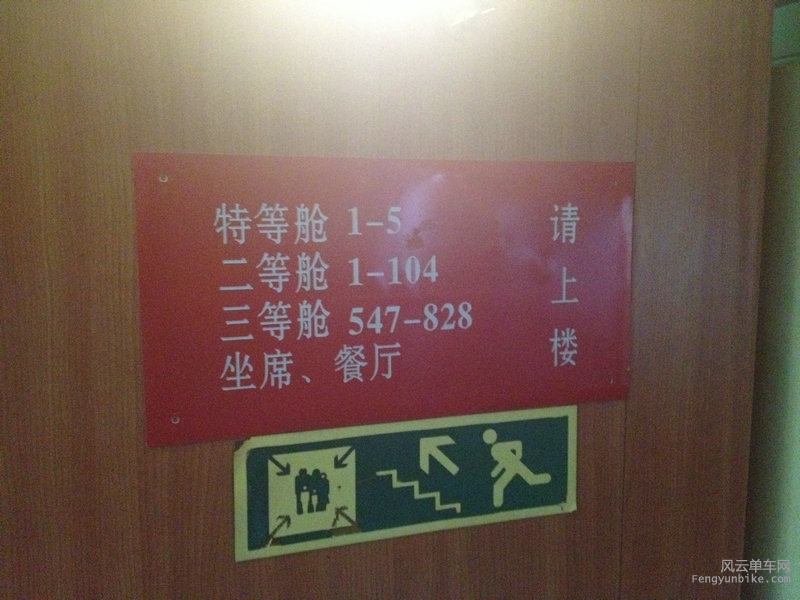 特等舱 1-5
二等舱 1-104
三等舱 547-828
坐席、餐厅
请上楼
风云单车网
Fengyunbike.com